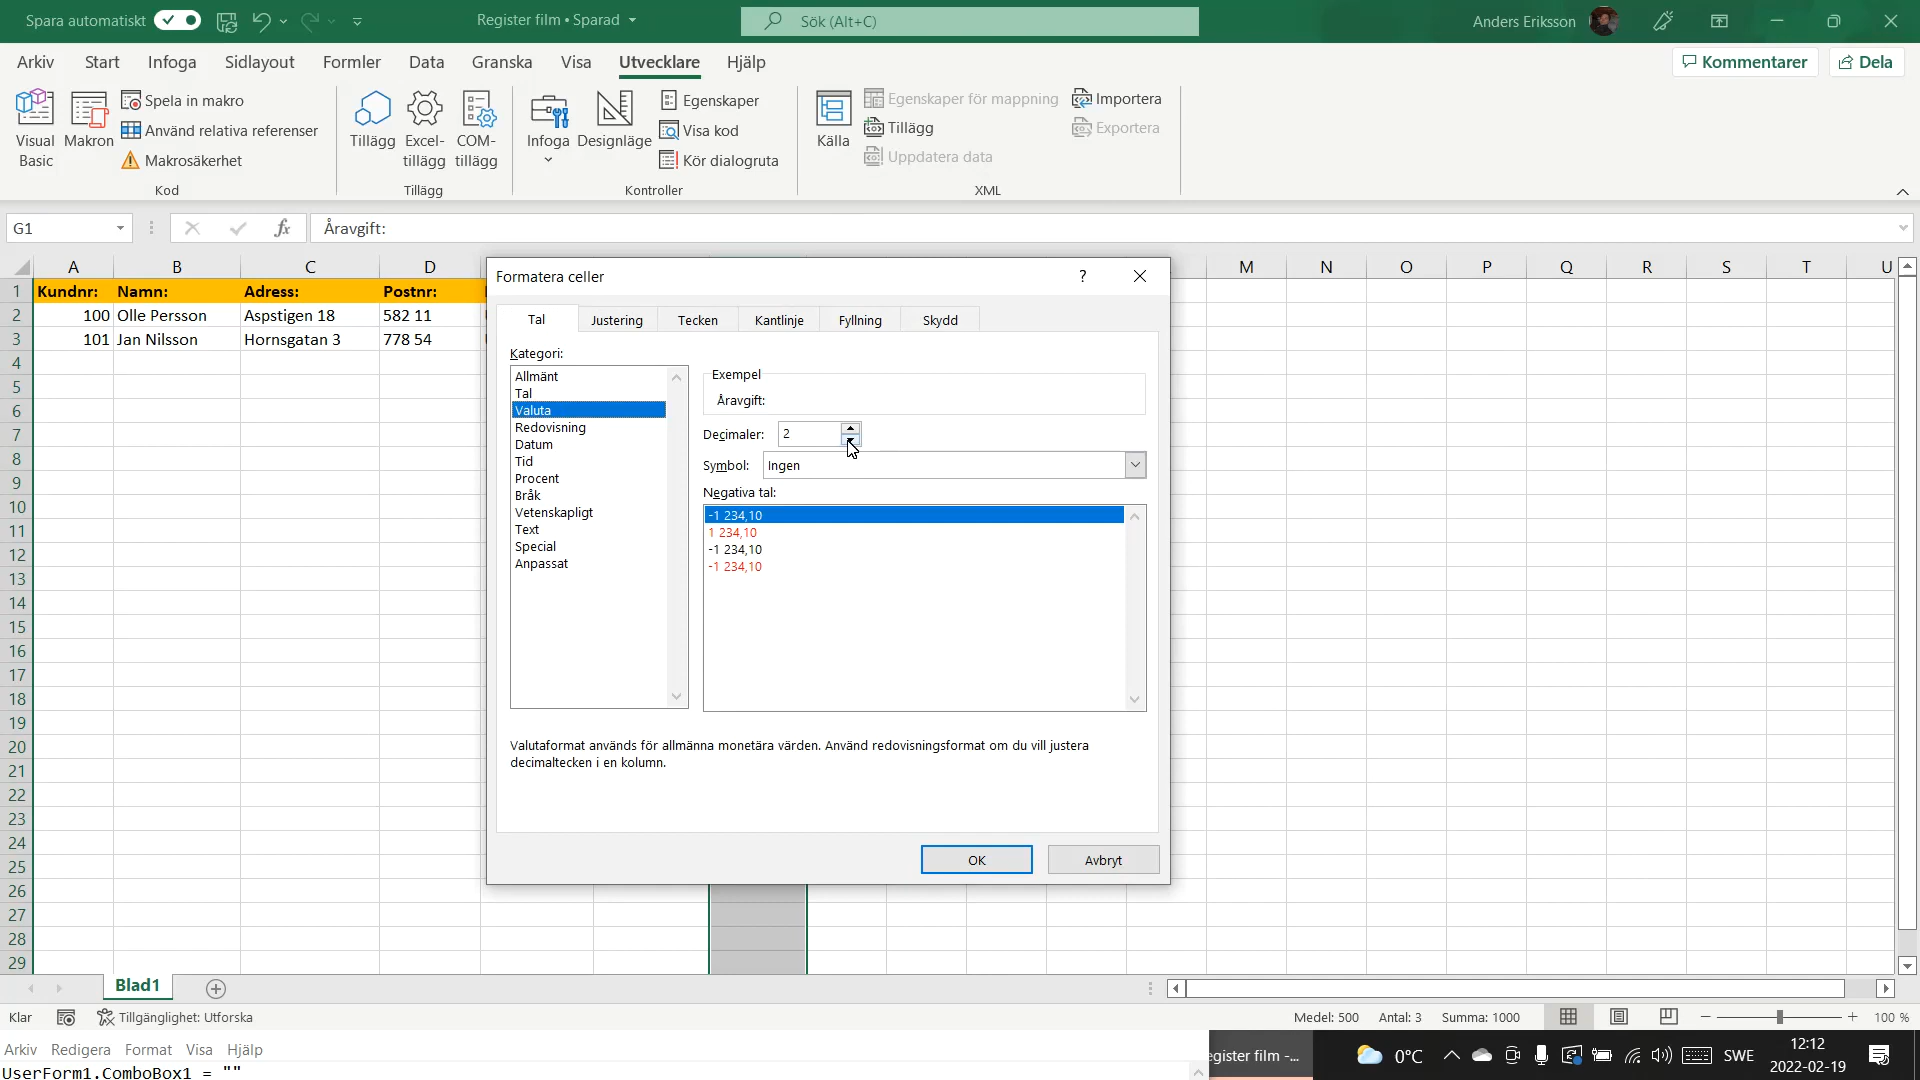 Spara automatiskt
Register film • Sparad
Sök (Alt+C)
Anders Eriksson
Arkiv Start Infoga Sidlayout Formler Data Granska Visa Utvecklare Hjälp
Kommentarer Dela
Visual Basic
Makron
Spela in makro
Använd relativa referenser
Makrosäkerhet
Kod
Tillägg
Excel-tillägg
COM-tillägg
Tillägg
Infoga
Designläge
Egenskaper
Visa kod
Kör dialogruta
Kontroller
Källa
Egenskaper för mappning
Tillägg
Uppdatera data
Importera
Exportera
XML
G1
fx
Åravgift:
A B C D M N O P Q R S T U
1 Kundnr: Namn: Adress: Postnr:
2 100 Olle Persson Aspstigen 18 582 11
3 101 Jan Nilsson Hornsgatan 3 778 54
4
5
6
7
8
9
10
11
12
13
14
15
16
17
18
19
20
21
22
23
24
25
26
27
28
29
Formatera celler
?
Tal Justering Tecken Kantlinje Fyllning Skydd
Kategori:
Allmänt
Tal
Valuta
Redovisning
Datum
Tid
Procent
Bråk
Vetenskapligt
Text
Special
Anpassat
Exempel
Åravgift:
Decimaler: 2
Symbol: Ingen
Negativa tal:
-1 234,10
1 234,10
-1 234,10
-1 234,10
Valutaformat används för allmänna monetära värden. Använd redovisningsformat om du vill justera
decimaltecken i en kolumn.
OK Avbryt
Blad1
Klar
Tillgänglighet: Utforska
Medel: 500 Antal: 3 Summa: 1000
100 %
Arkiv Redigera Format Visa Hjälp
UserForm1.ComboBox1 = ""
egister film -...
0°C
SWE
12:12
2022-02-19